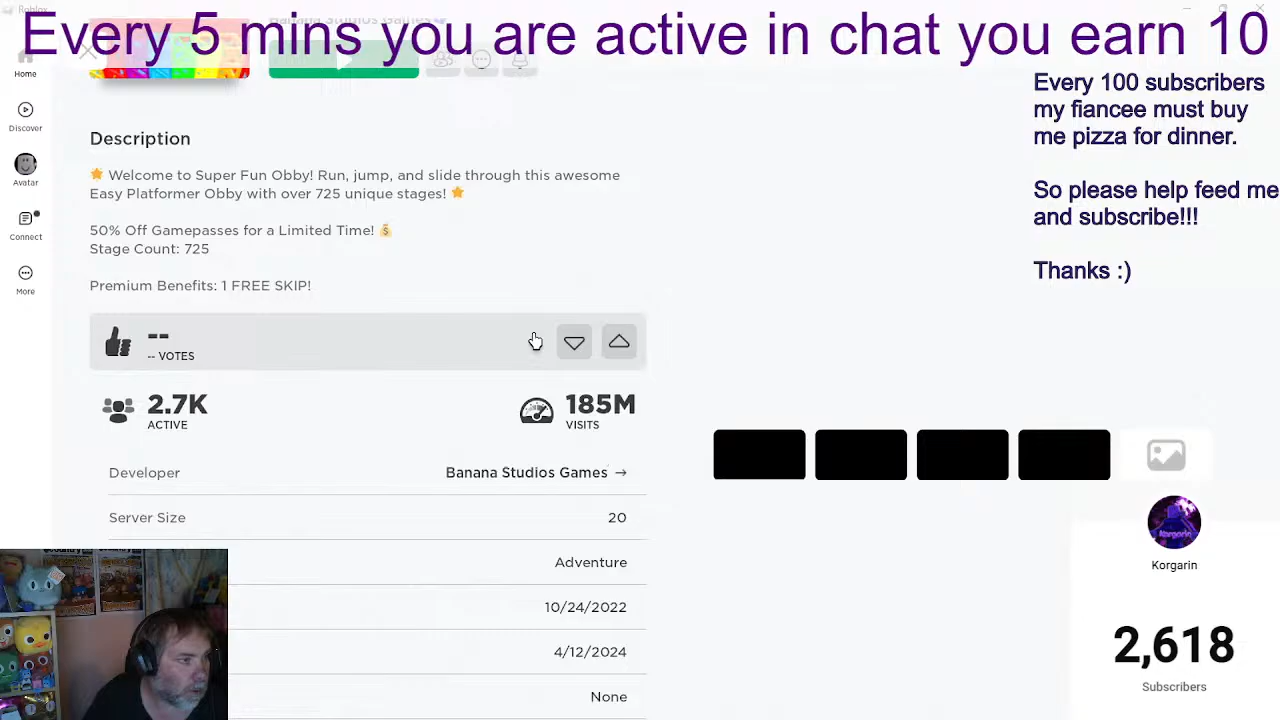 Roblox
Banana Studios Games
Every 5 mins you are active in chat you earn 10
Every 100 subscribers
my fiancee must buy
me pizza for dinner.
So please help feed me
and subscribe!!!
Thanks :)
Home
Discover
Avatar
Connect
More
Description
Welcome to Super Fun Obby! Run, jump, and slide through this awesome
Easy Platformer Obby with over 725 unique stages!
50% Off Gamepasses for a Limited Time!
Stage Count: 725
Premium Benefits: 1 FREE SKIP!
--
-- VOTES
2.7K
ACTIVE
185M
VISITS
Developer
Banana Studios Games →
Server Size
20
Adventure
10/24/2022
4/12/2024
None
Korgarin
Korgarin
2,618
Subscribers